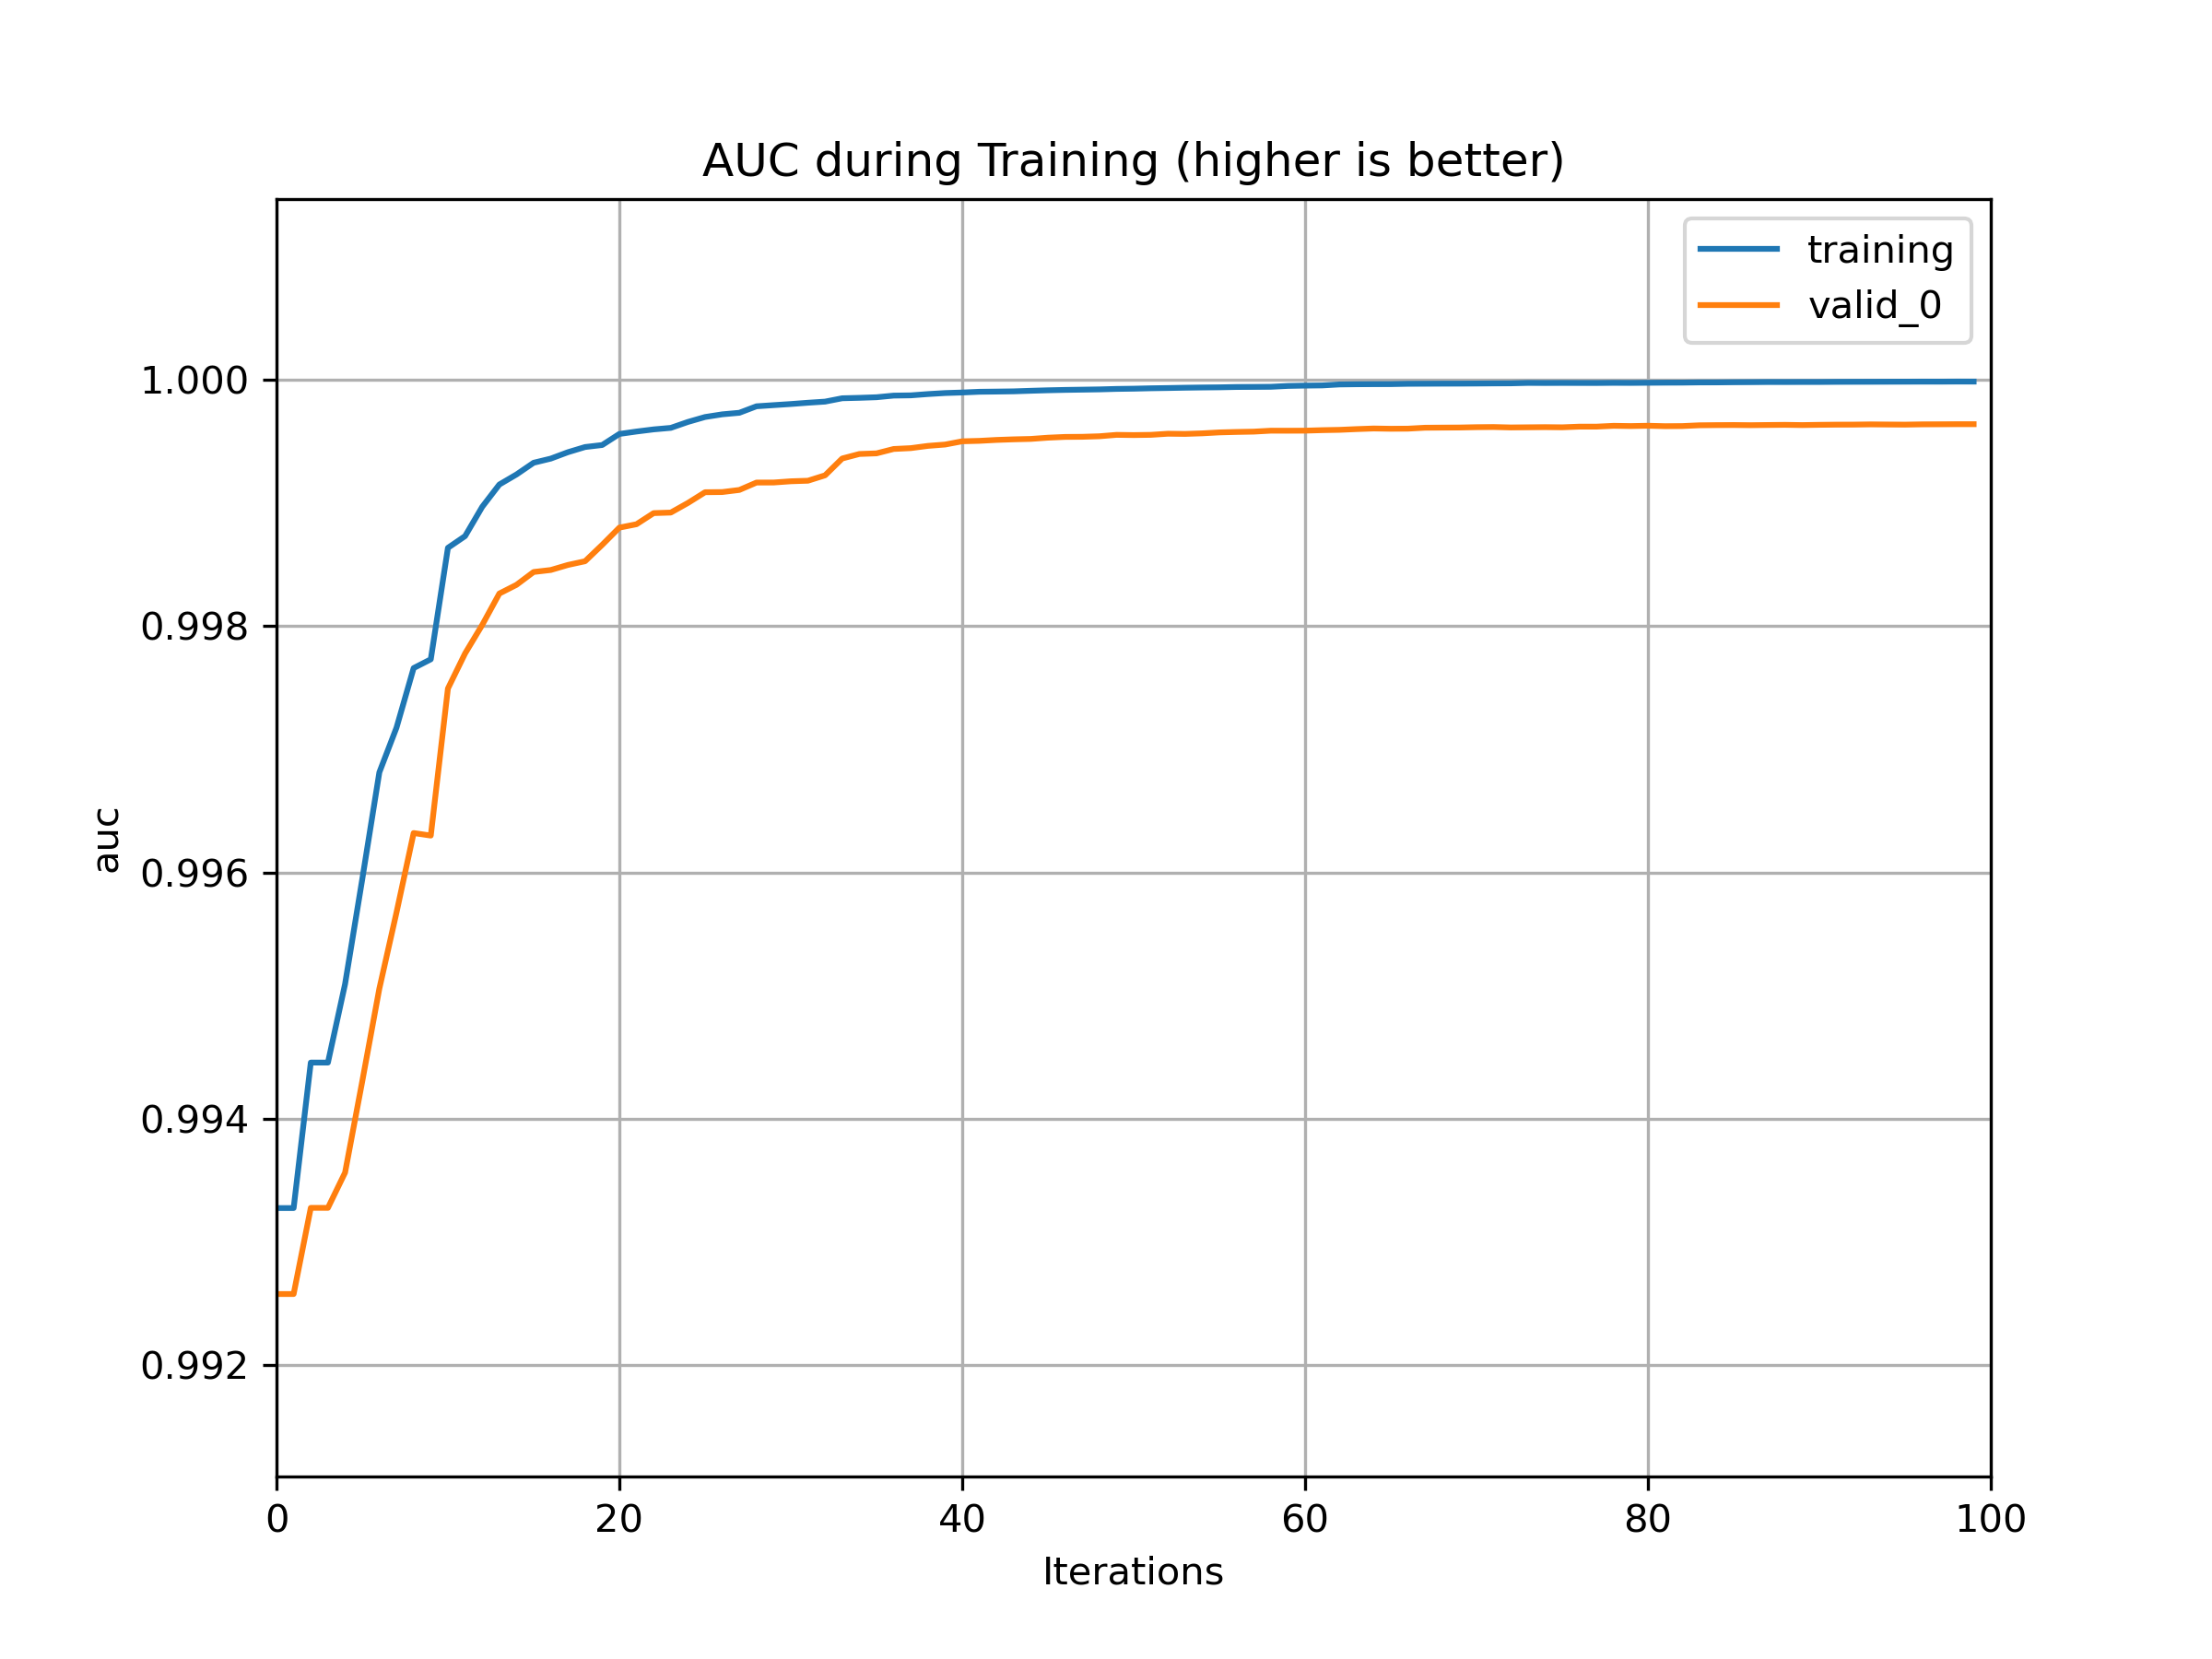 AUC during Training (higher is better)
training
valid_0
1.000
0.998
0.996
0.994
0.992
auc
0 20 40 60 80 100
Iterations